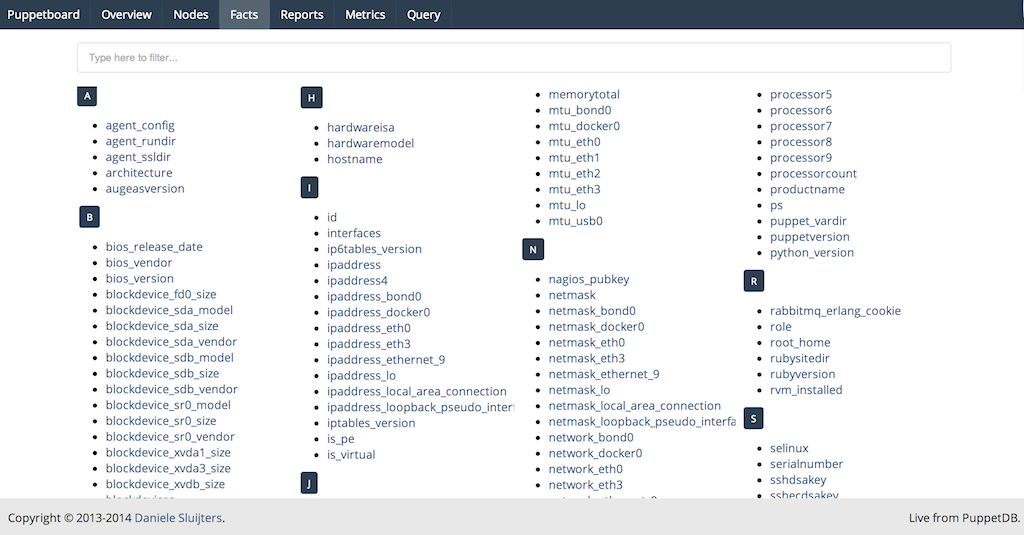 Puppetboard Overview Nodes Facts Reports Metrics Query
Type here to filter...
A
agent_config
agent_rundir
agent_ssldir
architecture
augeasversion
B
bios_release_date
bios_vendor
bios_version
blockdevice_fd0_size
blockdevice_sda_model
blockdevice_sda_size
blockdevice_sda_vendor
blockdevice_sdb_model
blockdevice_sdb_size
blockdevice_sdb_vendor
blockdevice_sr0_model
blockdevice_sr0_size
blockdevice_sr0_vendor
blockdevice_xvda1_size
blockdevice_xvda3_size
blockdevice_xvdb_size
H
hardwareisa
hardwaremodel
hostname
I
id
interfaces
ip6tables_version
ipaddress
ipaddress4
ipaddress_bond0
ipaddress_docker0
ipaddress_eth0
ipaddress_eth3
ipaddress_ethernet_9
ipaddress_lo
ipaddress_local_area_connection
ipaddress_loopback_pseudo_inter
iptables_version
is_pe
is_virtual
J
memorytotal
mtu_bond0
mtu_docker0
mtu_eth0
mtu_eth1
mtu_eth2
mtu_eth3
mtu_lo
mtu_usb0
N
nagios_pubkey
netmask
netmask_bond0
netmask_docker0
netmask_eth0
netmask_eth3
netmask_ethernet_9
netmask_lo
netmask_local_area_connection
netmask_loopback_pseudo_interfa
network_bond0
network_docker0
network_eth0
network_eth3
processor5
processor6
processor7
processor8
processor9
processorcount
productname
ps
puppet_vardir
puppetversion
python_version
R
rabbitmq_erlang_cookie
role
root_home
rubysitedir
rubyversion
rvm_installed
S
selinux
serialnumber
sshdsakey
sshecdsakey
Copyright © 2013-2014 Daniele Sluijters.
Live from PuppetDB.